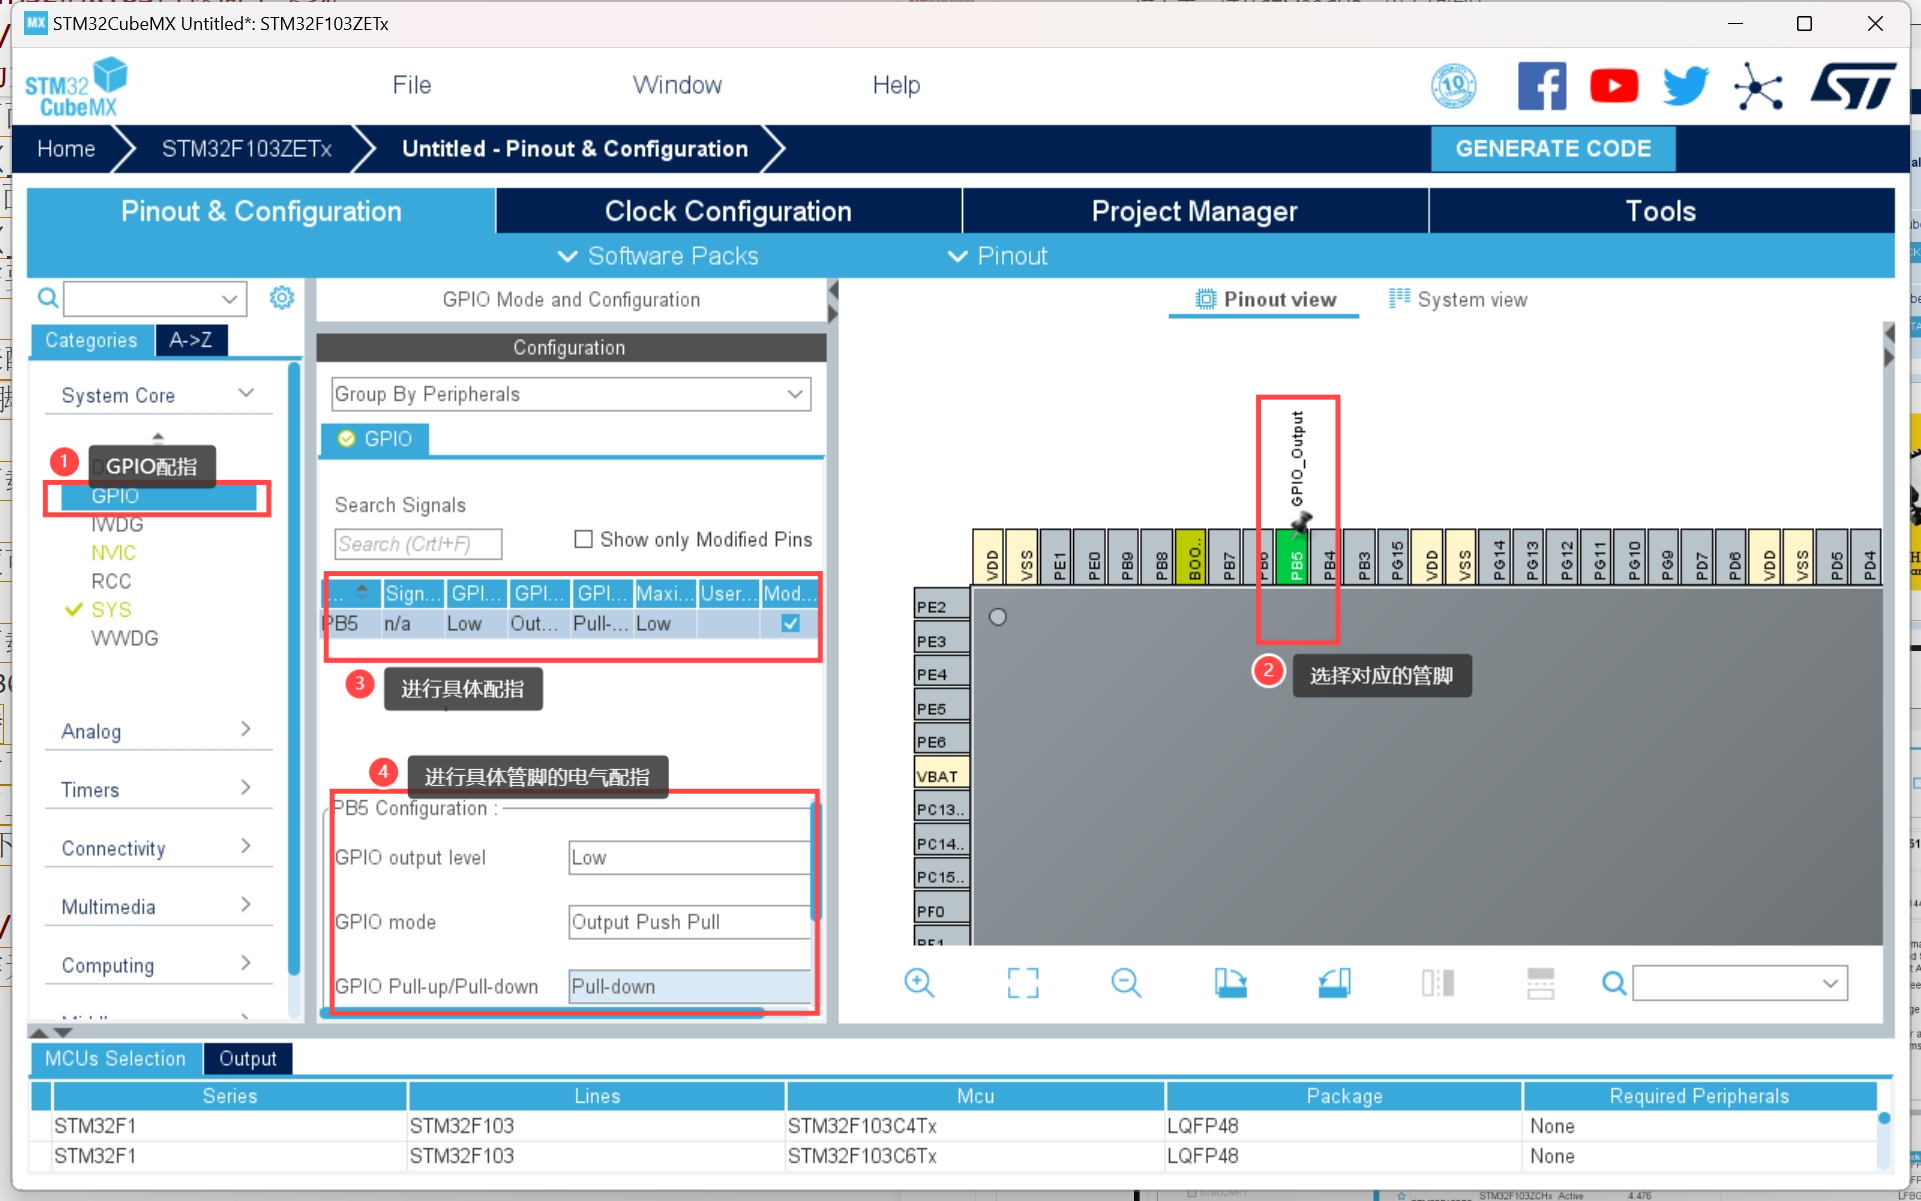 STM32CubeMX Untitled*: STM32F103ZETx
STM32
CubeMX
File
Window
Help
10
Home
STM32F103ZETx
Untitled - Pinout & Configuration
GENERATE CODE
Pinout & Configuration
Clock Configuration
Project Manager
Tools
Software Packs
Pinout
GPIO Mode and Configuration
Pinout view
System view
Categories
A->Z
Configuration
System Core
Group By Peripherals
GPIO
1
GPIO配指
GPIO
IWDG
NVIC
RCC
SYS
WWDG
Analog
Timers
Connectivity
Multimedia
Computing
Search Signals
Search (Crtl+F)
Show only Modified Pins
... Sign... GPI... GPI... GPI... Maxi... User... Mod...
PB5 n/a Low Out... Pull-... Low
3
进行具体配指
4
进行具体管脚的电气配指
PB5 Configuration :
GPIO output level
Low
GPIO mode
Output Push Pull
GPIO Pull-up/Pull-down
Pull-down
GPIO_Output
VDD VSS PE1 PE0 PB9 PB8 BOO.. PB7 PB6 PB5 PB4 PB3 PG15 VDD VSS PG14 PG13 PG12 PG11 PG10 PG9 PD7 PD6 VDD VSS PD5 PD4
2
选择对应的管脚
PE2
PE3
PE4
PE5
PE6
VBAT
PC13..
PC14..
PC15..
PF0
PF1
MCUs Selection
Output
Series Lines Mcu Package Required Peripherals
STM32F1 STM32F103 STM32F103C4Tx LQFP48 None
STM32F1 STM32F103 STM32F103C6Tx LQFP48 None
STM32F103ZCHx Active 4.476